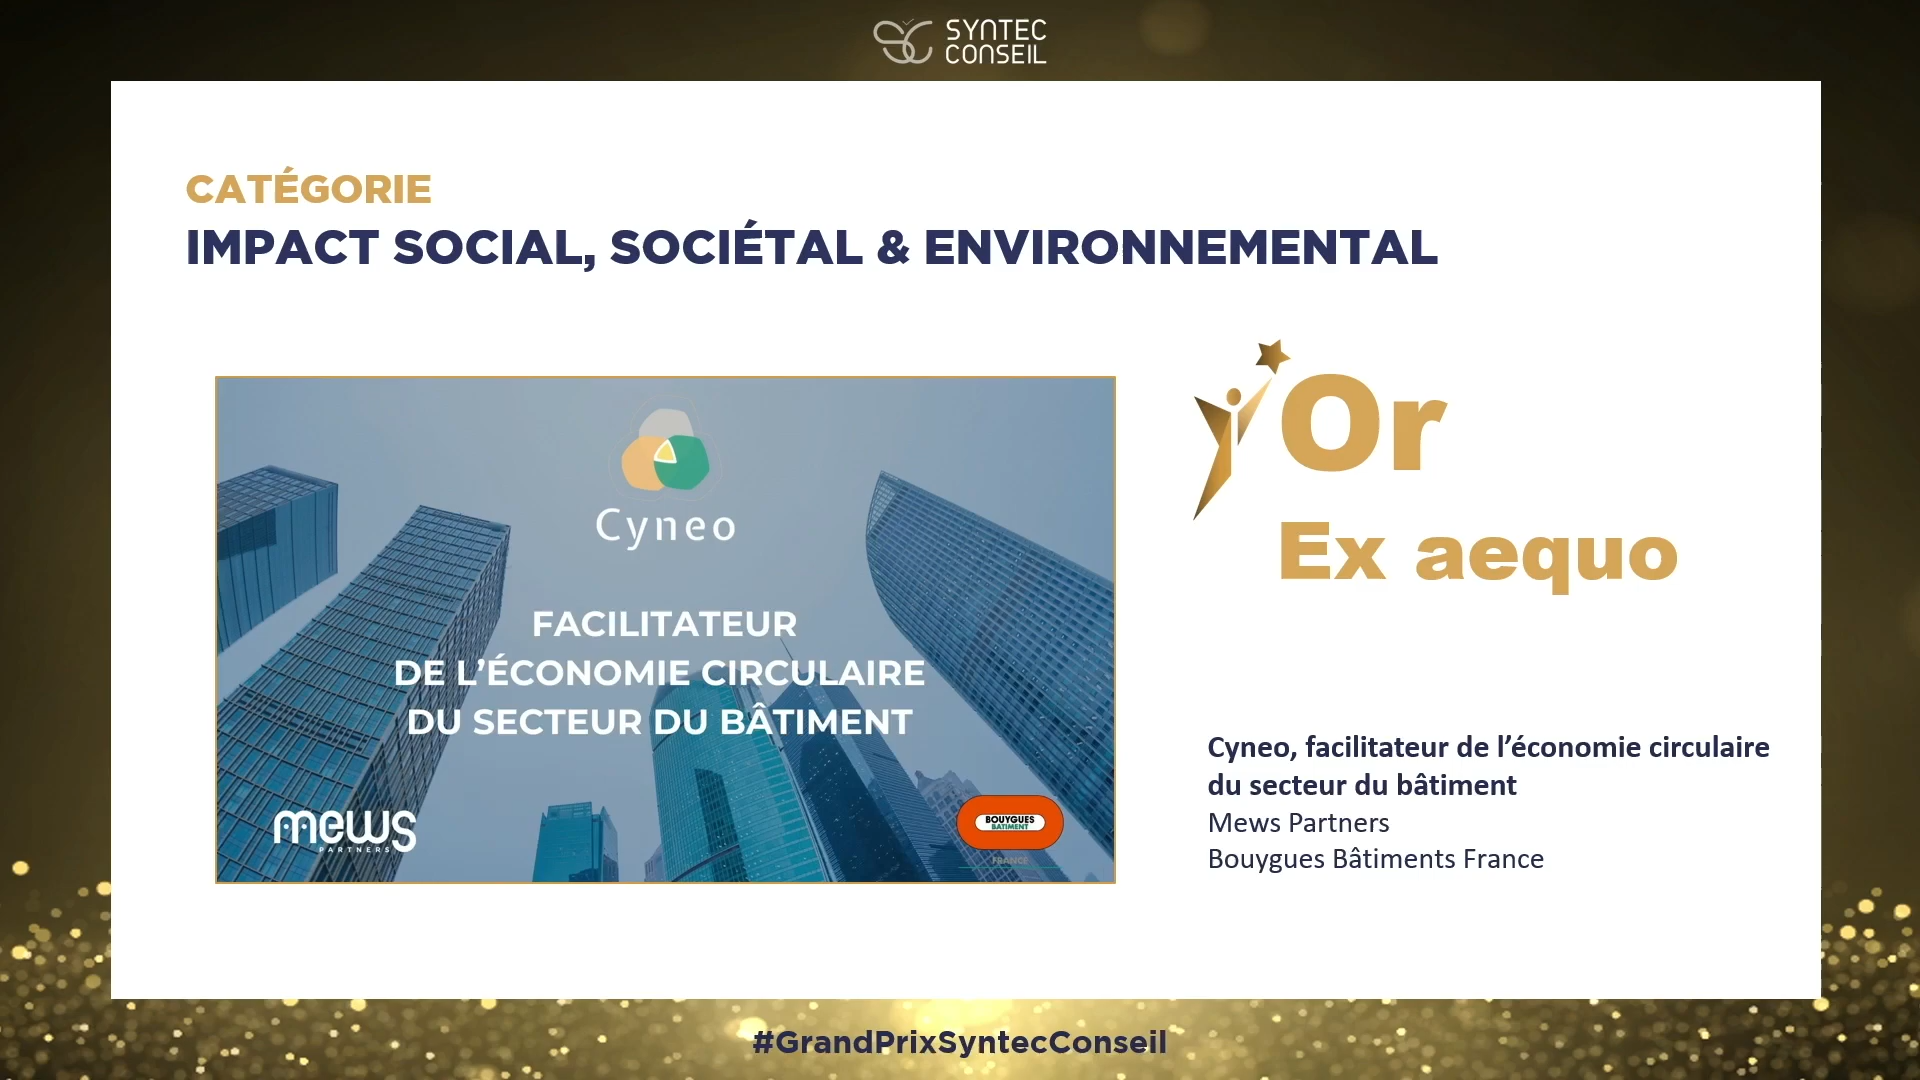 SYNTEC
CONSEIL
CATÉGORIE
IMPACT SOCIAL, SOCIÉTAL & ENVIRONNEMENTAL
Cyneo
FACILITATEUR
DE L’ÉCONOMIE CIRCULAIRE
DU SECTEUR DU BÂTIMENT
mews
PARTNERS
BOUYGUES
BATIMENT
FRANCE
Or
Ex aequo
Cyneo, facilitateur de l’économie circulaire
du secteur du bâtiment
Mews Partners
Bouygues Bâtiments France
#GrandPrixSyntecConseil